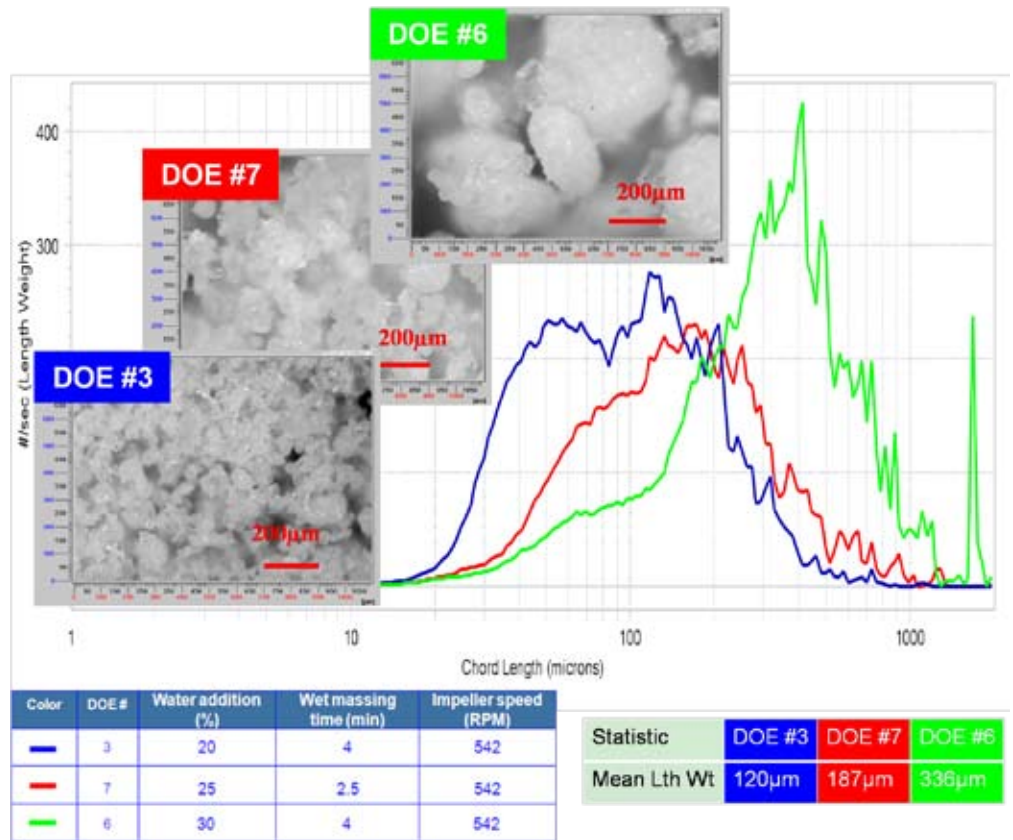 DOE #6
200µm
DOE #7
200µm
DOE #3
200µm
#/sec (Length Weight)
400
300
1
10
100
1000
Chord Length (microns)
Color DOE # Water addition (%) Wet massing time (min) Impeller speed (RPM)
3 20 4 542
7 25 2.5 542
6 30 4 542
Statistic DOE #3 DOE #7 DOE #6
Mean Lth Wt 120µm 187µm 336µm